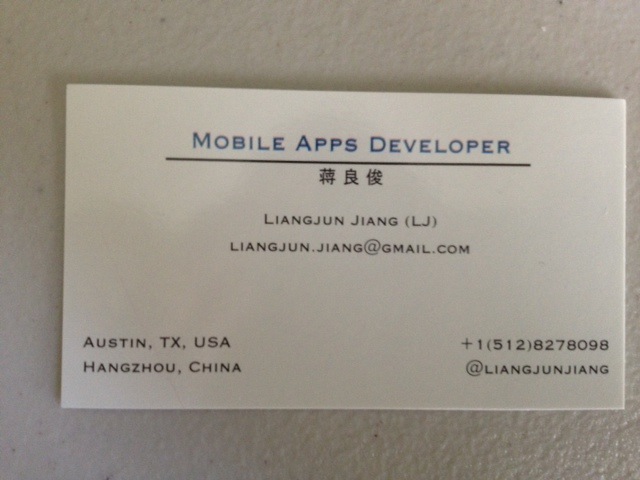 Mobile Apps Developer
蒋良俊
Liangjun Jiang (LJ)
liangjun.jiang@gmail.com
Austin, TX, USA
+1(512)8278098
Hangzhou, China
@liangjunjiang